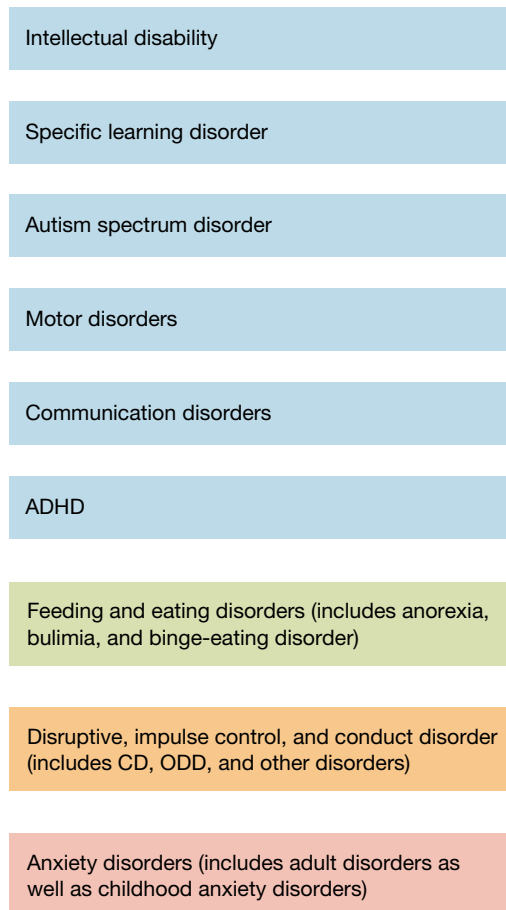 Intellectual disability
Specific learning disorder
Autism spectrum disorder
Motor disorders
Communication disorders
ADHD
Feeding and eating disorders (includes anorexia,
bulimia, and binge-eating disorder)
Disruptive, impulse control, and conduct disorder
(includes CD, ODD, and other disorders)
Anxiety disorders (includes adult disorders as
well as childhood anxiety disorders)